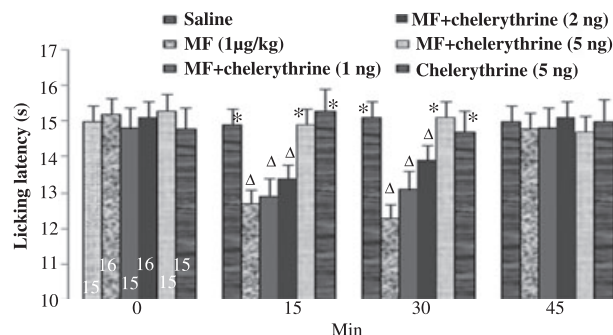 Saline
MF (1µg/kg)
MF+chelerythrine (1 ng)
MF+chelerythrine (2 ng)
MF+chelerythrine (5 ng)
Chelerythrine (5 ng)
Licking latency (s)
17
16
15
14
13
12
11
10
* * *
Δ Δ Δ
* * *
Δ Δ Δ
15 16 15 16 15 15
0 15 30 45
Min